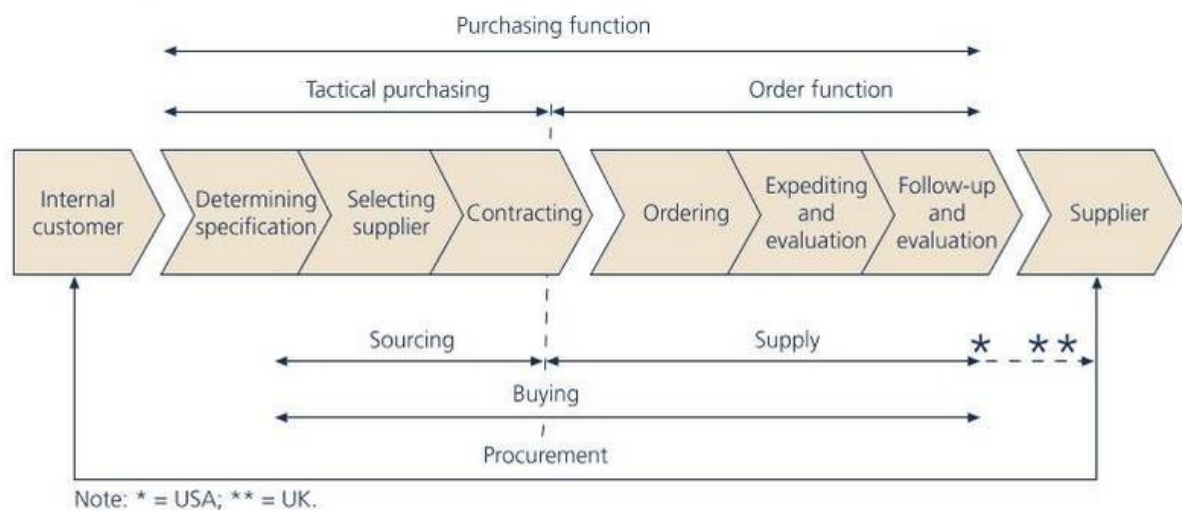 Purchasing function
Tactical purchasing
Order function
Internal
customer
Determining
specification
Selecting
supplier
Contracting
Ordering
Expediting
and
evaluation
Follow-up
and
evaluation
Supplier
Sourcing
Supply
*
**
Buying
Procurement
Note: * = USA; ** = UK.